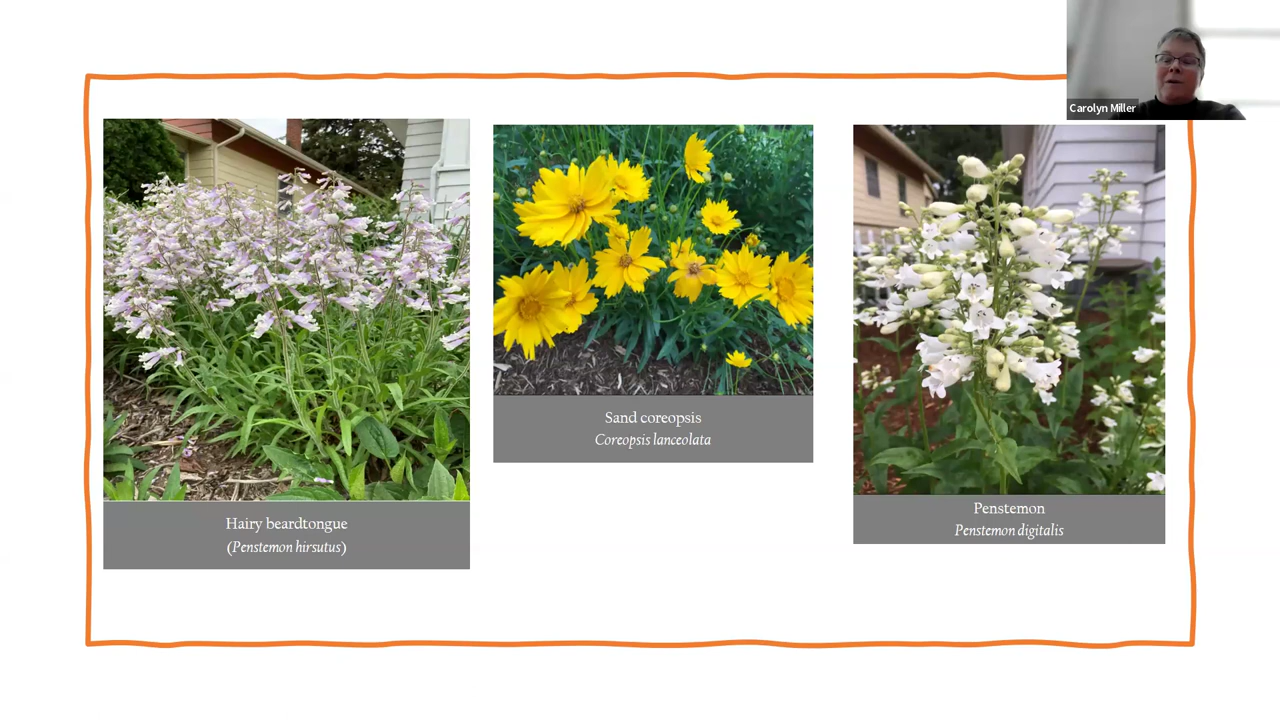 Carolyn Miller
Hairy beardtongue
(Penstemon hirsutus)
Sand coreopsis
Coreopsis lanceolata
Penstemon
Penstemon digitalis